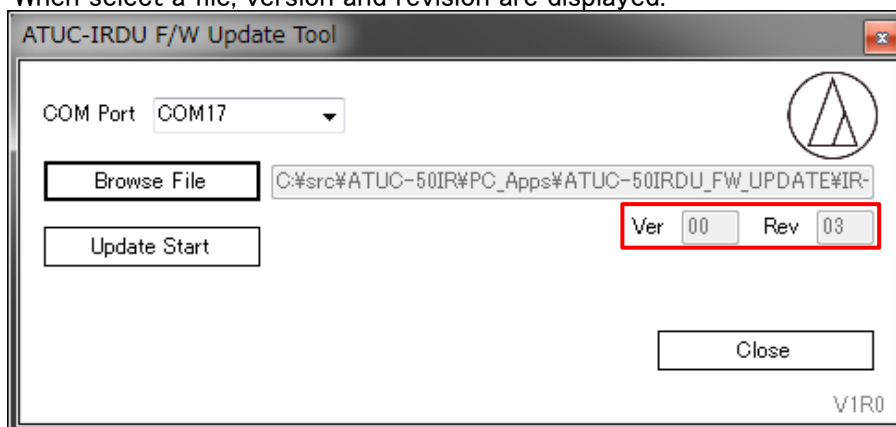 When select a file, version and revision are displayed.
ATUC-IRDU F/W Update Tool
COM Port COM17
Browse File C:¥src¥ATUC-50IR¥PC_Apps¥ATUC-50IRDU_FW_UPDATE¥IR-
Ver 00 Rev 03
Update Start
Close
V1R0